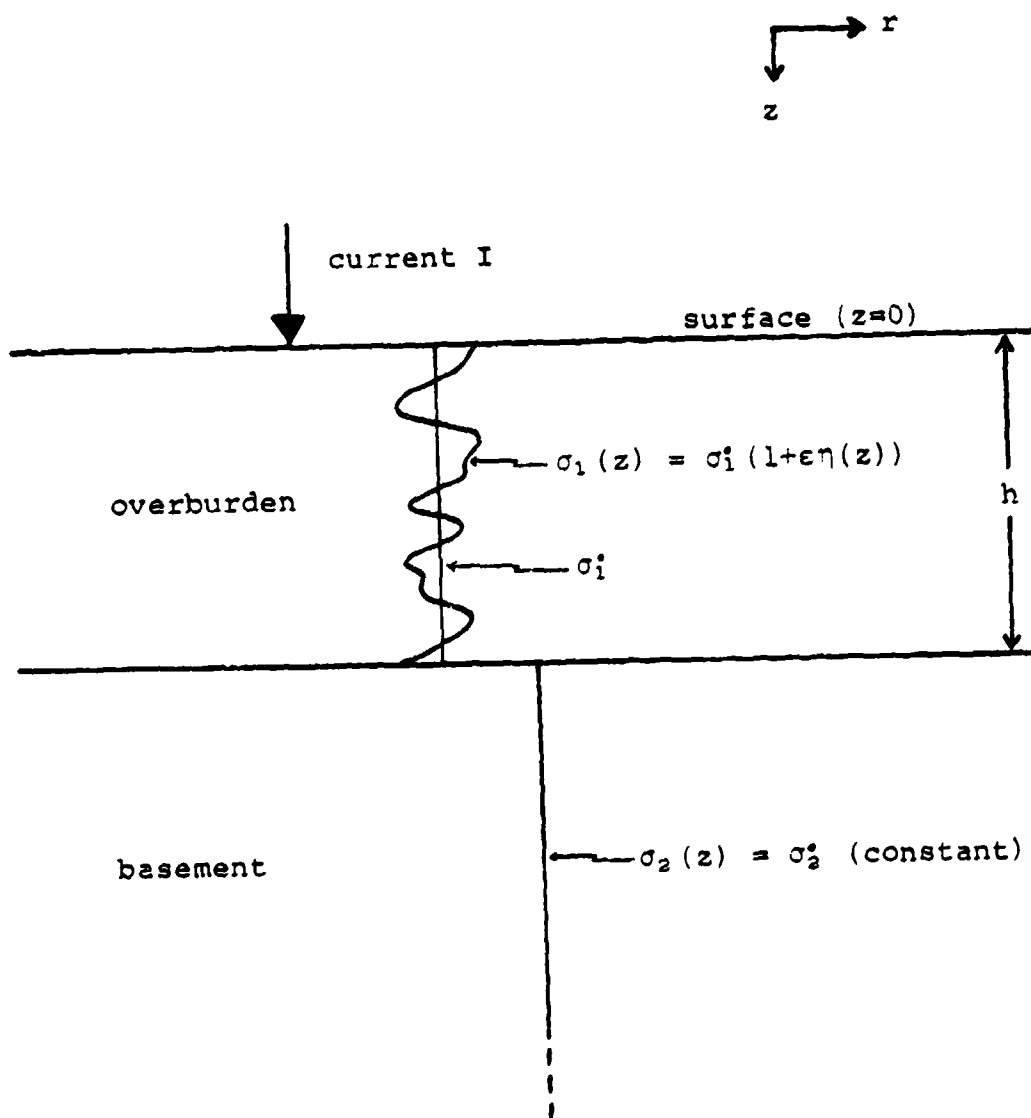 r
z
current I
surface (z=0)
σ₁(z) = σ₁°(1+εη(z))
overburden
h
σ₁°
basement
σ₂(z) = σ₂° (constant)